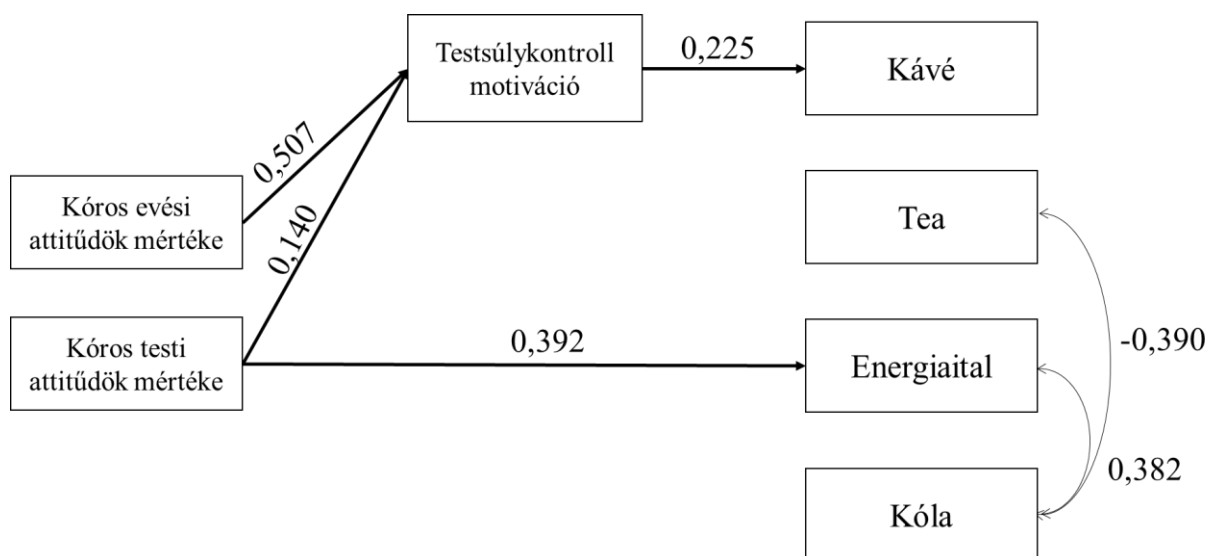 Testsúlykontroll
motiváció
0,225
Kávé
0,507
Kóros evési
attitűdök mértéke
0,140
Tea
Kóros testi
attitűdök mértéke
0,392
Energiaital
-0,390
0,382
Kóla